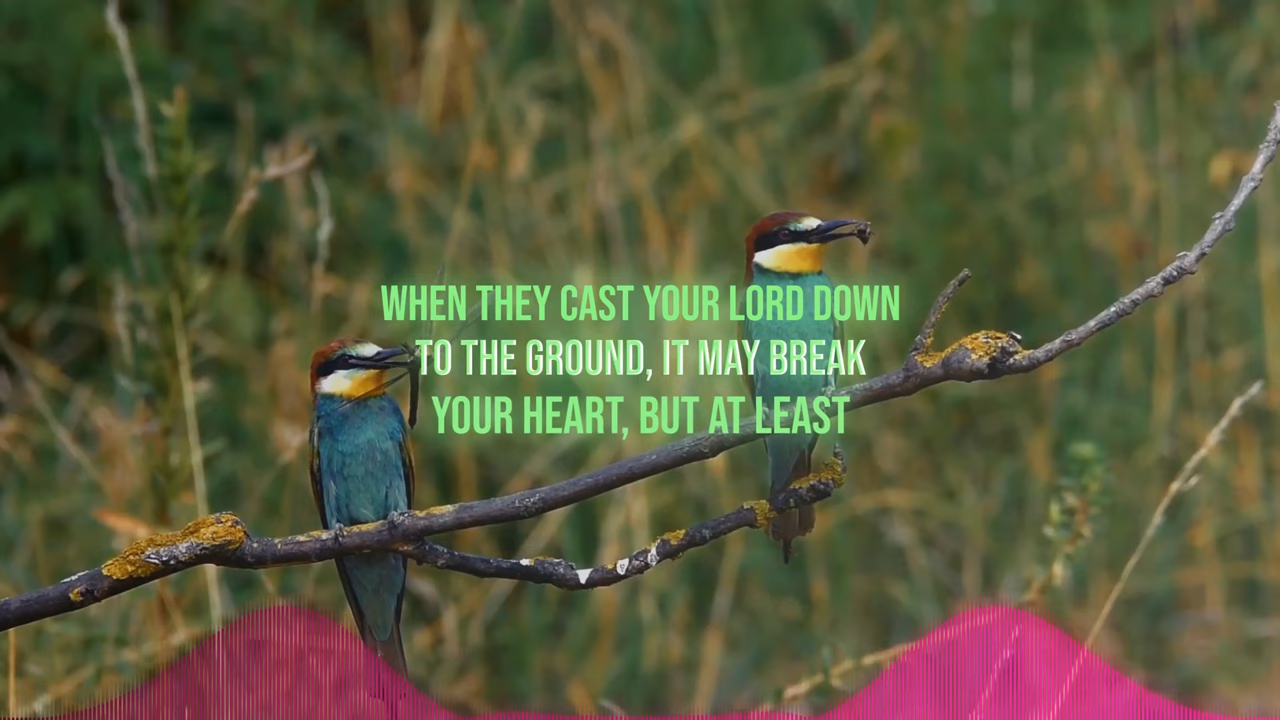 WHEN THEY CAST YOUR LORD DOWN
TO THE GROUND, IT MAY BREAK
YOUR HEART, BUT AT LEAST